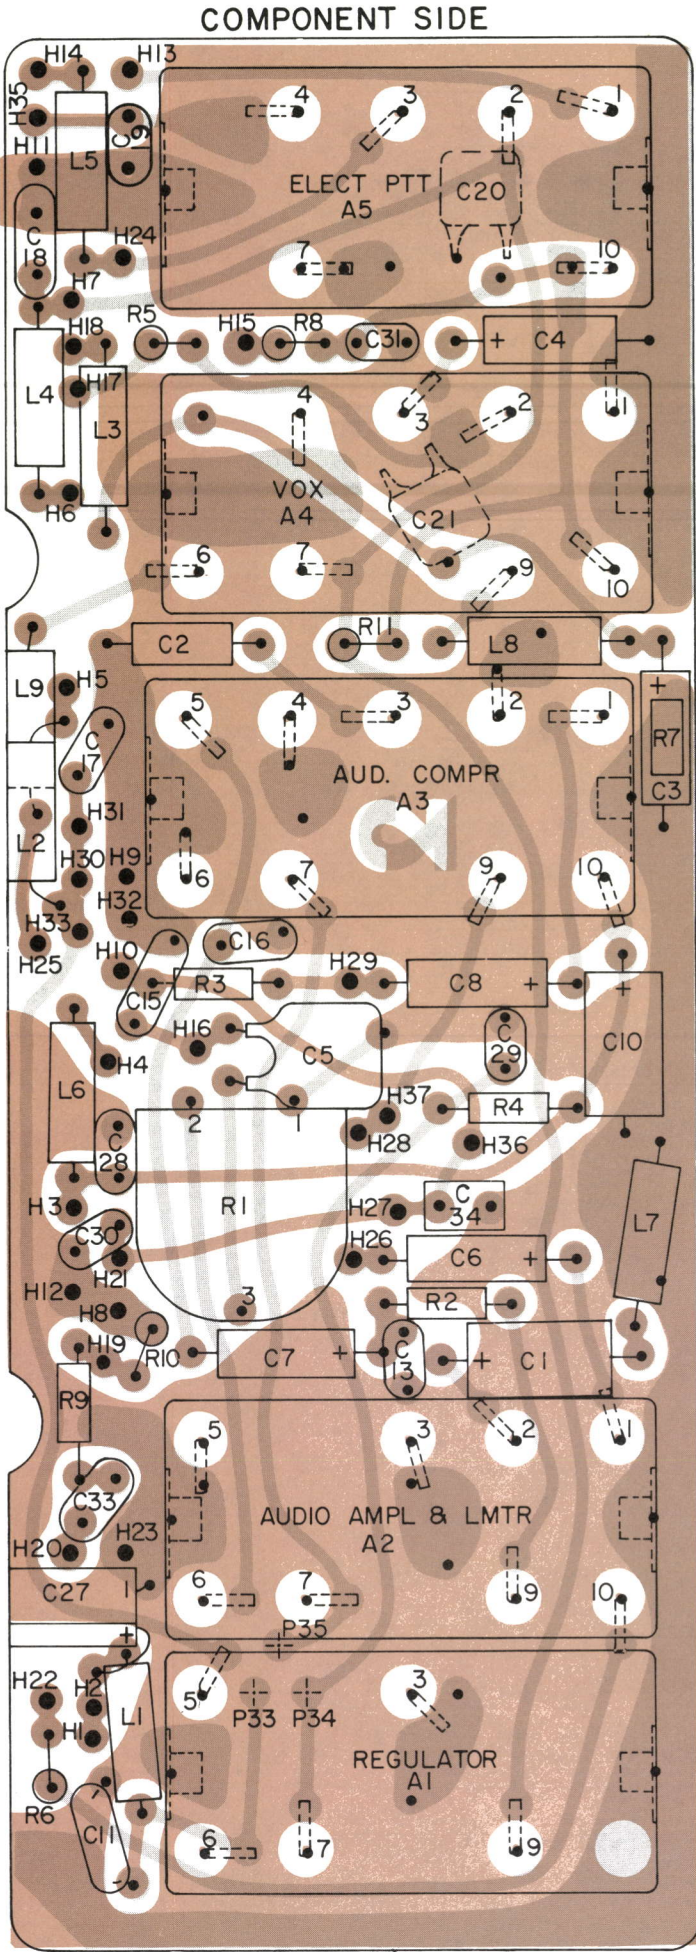 COMPONENT SIDE
H14 H13
H35
C 19
H11 L5
4 3 2 1
ELECT PTT
A5
C20
C 18
H24
7 10
H7
R5 H15 R8
H18 C31 + C4
H17
L4 L3
4 3 2 1
VOX
A4
C21
H6
6 7 9 10
C2 R11 L8
L9 H5
+ R7 C3
5 4 3 2 1
C 17
AUD. COMPR
A3
2
L2 H31
H30 H9
6 7 9 10
H32
H33
H25
H10 C16
C15 R3 H29 C8 +
+ C10
H16 C5 C 29
H4
L6
2 1
H37 R4
C 28 H28 H36
H3 R1 H27 C 34
L7
C30 H26 C6 +
H21
H12
H8 3 R2
H19 R10 C7 + C 13 + C1
R9
5 3 2 1
C33
AUDIO AMPL & LMTR
A2
H20 H23
C27 1
6 7 9 10
+
P35
H22 H2 L1
5 P33 P34 3
H1
REGULATOR
A1
R6
C11
6 7 9